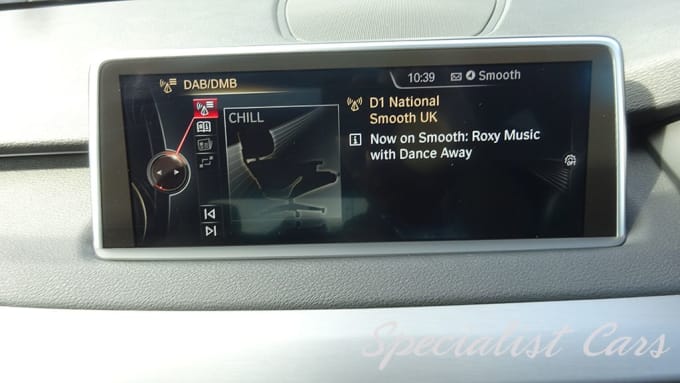 DAB/DMB
10:39
Smooth
CHILL
D1 National
Smooth UK
Now on Smooth: Roxy Music
with Dance Away
OFF
Specialist Cars